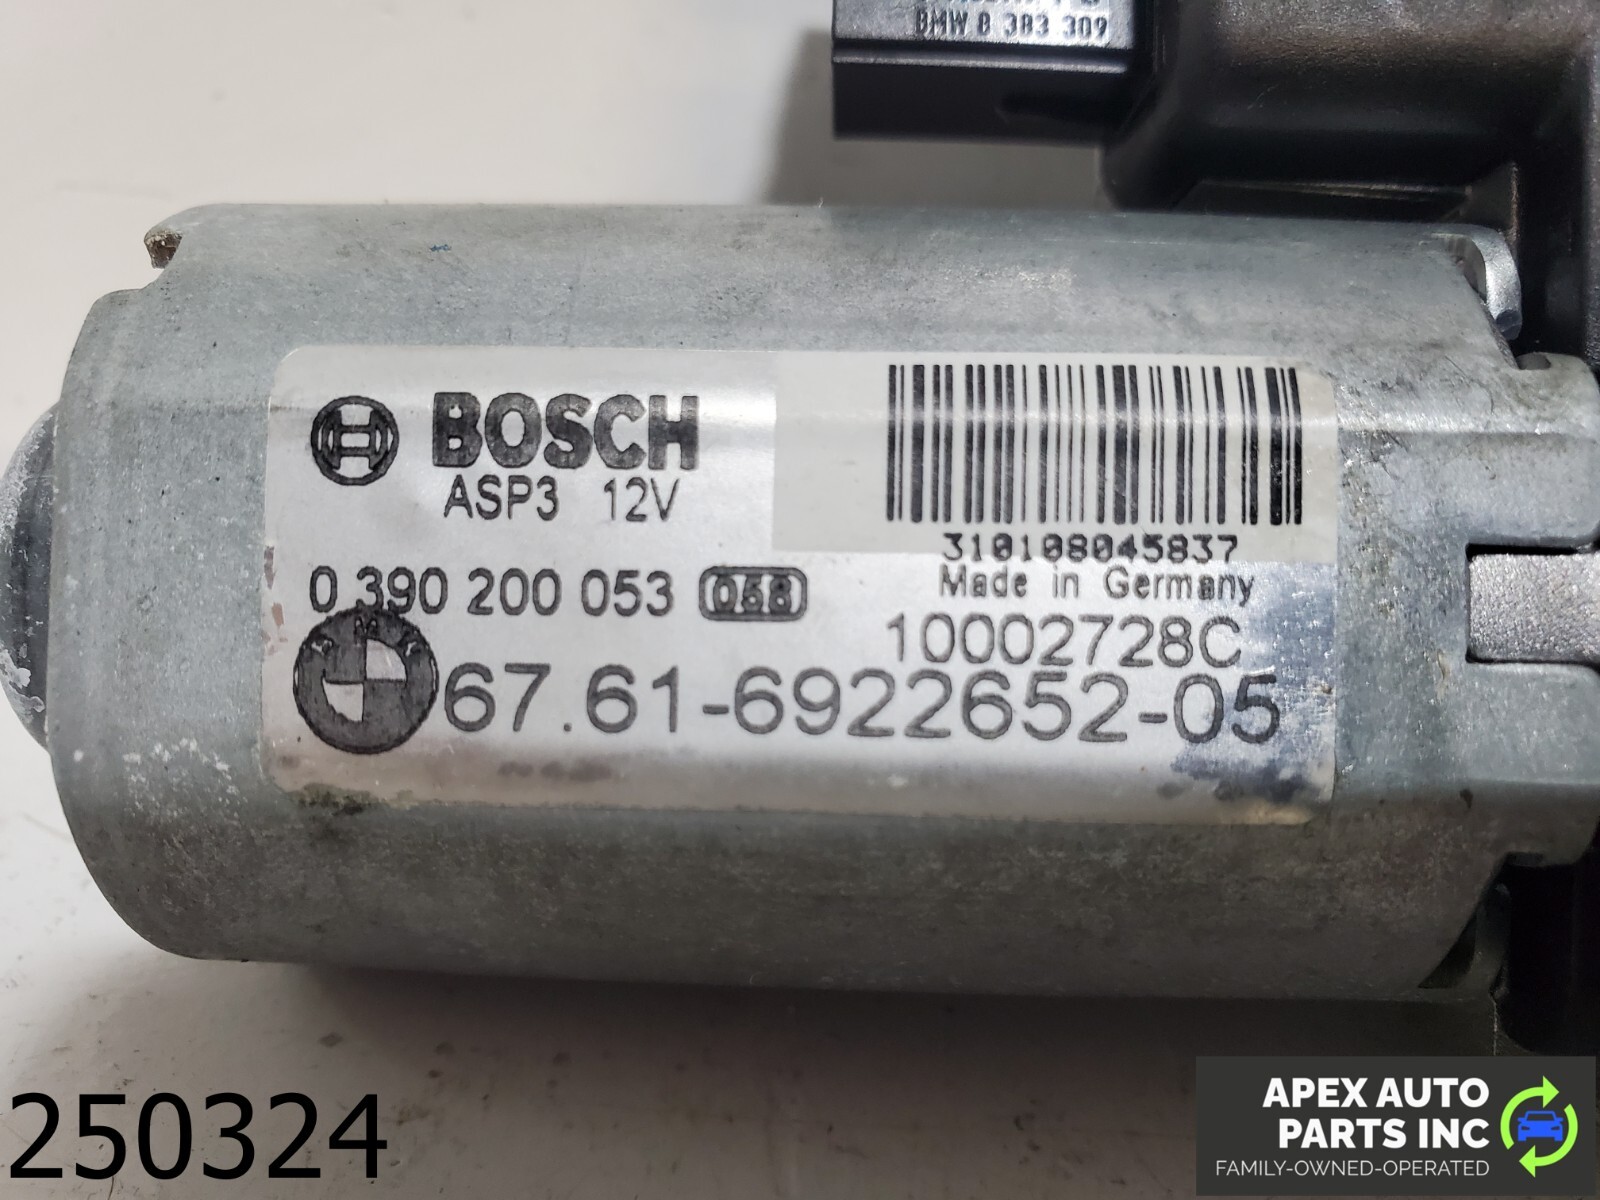 BMW 8 383 309
BOSCH
ASP3 12V
310108045837
Made in Germany
0 390 200 053 058
10002728C
BMW
67.61-6922652-05
250324
APEX AUTO
PARTS INC
FAMILY-OWNED-OPERATED